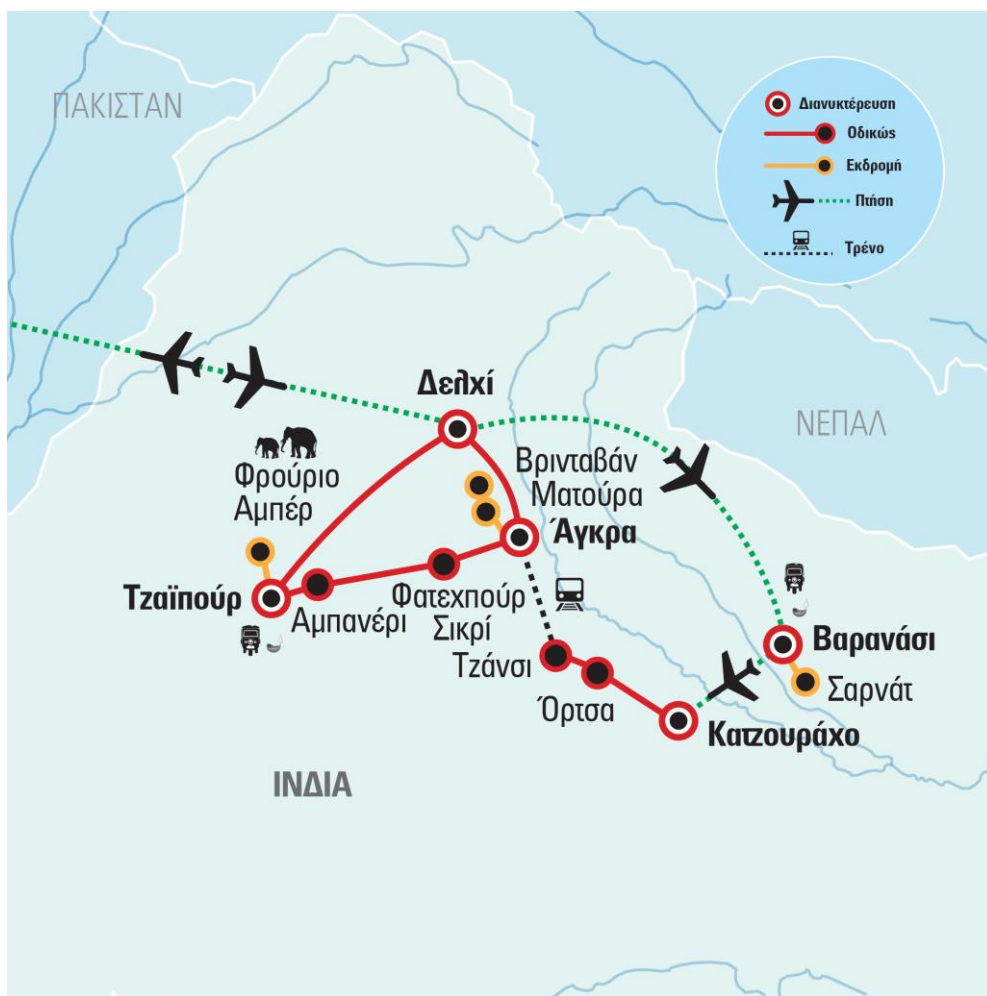 ΠΑΚΙΣΤΑΝ
Διανυκτέρευση
Οδικώς
Εκδρομή
Πτήση
Τρένο
Δελχί
ΝΕΠΑΛ
Φρούριο
Αμπέρ
Βρινταβάν
Ματούρα
Άγκρα
Τζαϊπούρ
Αμπανέρι
Φατεχπούρ
Σικρί
Τζάνσι
Όρτσα
Βαρανάσι
Σαρνάτ
Κατζουράχο
ΙΝΔΙΑ